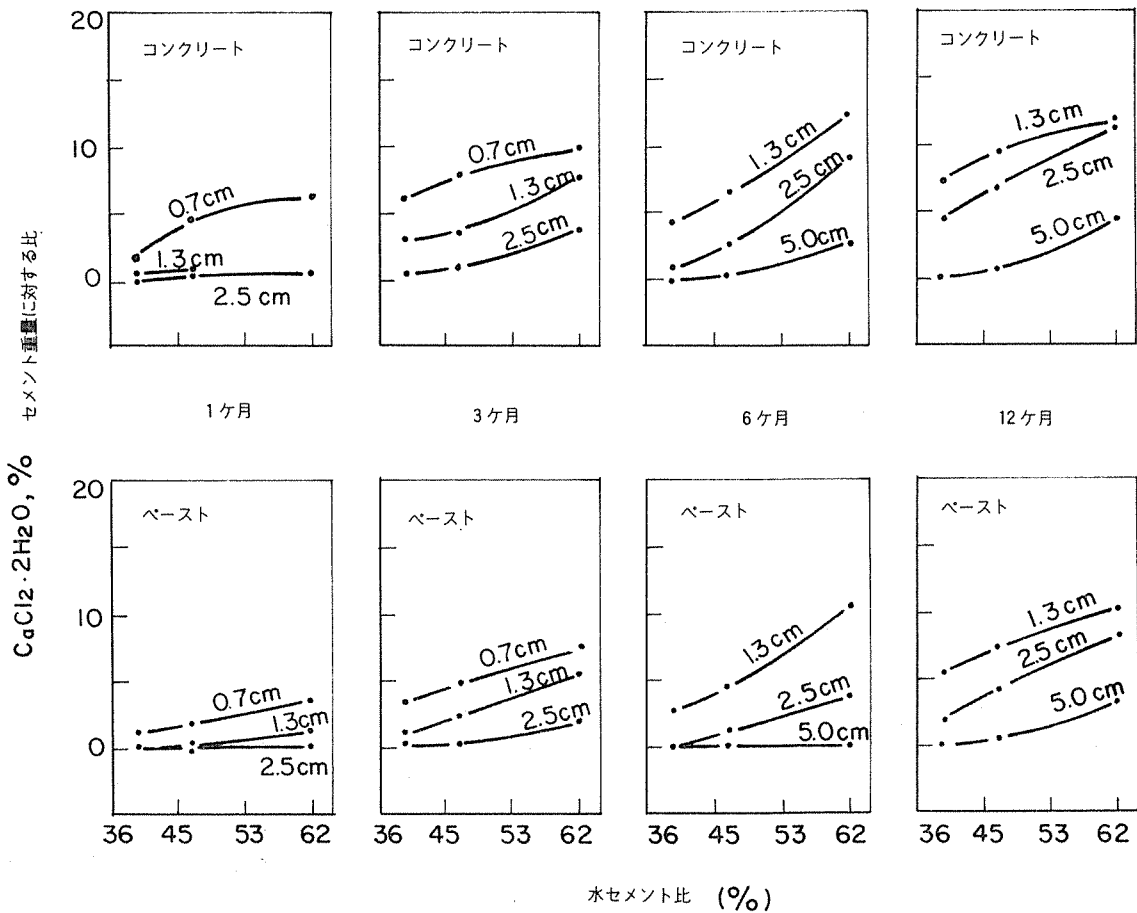 CaCl2・2H2O, % セメント重量に対する比
20
10
0
コンクリート
0.7cm
1.3cm
2.5cm
コンクリート
0.7cm
1.3cm
2.5cm
コンクリート
1.3cm
2.5cm
5.0cm
コンクリート
1.3cm
2.5cm
5.0cm
1ケ月
3ケ月
6ケ月
12ケ月
20
10
0
ペースト
0.7cm
1.3cm
2.5cm
ペースト
0.7cm
1.3cm
2.5cm
ペースト
1.3cm
2.5cm
5.0cm
ペースト
1.3cm
2.5cm
5.0cm
36 45 53 62
36 45 53 62
36 45 53 62
36 45 53 62
水セメント比 (%)